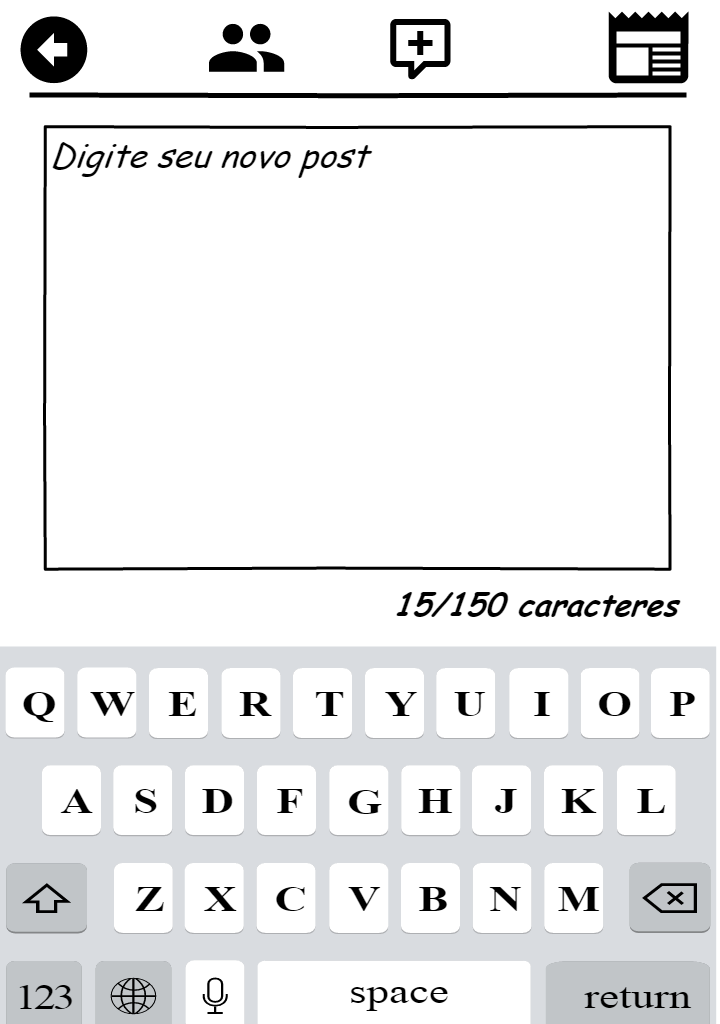 Digite seu novo post
15/150 caracteres
Q W E R T Y U I O P
A S D F G H J K L
Z X C V B N M
123 space return